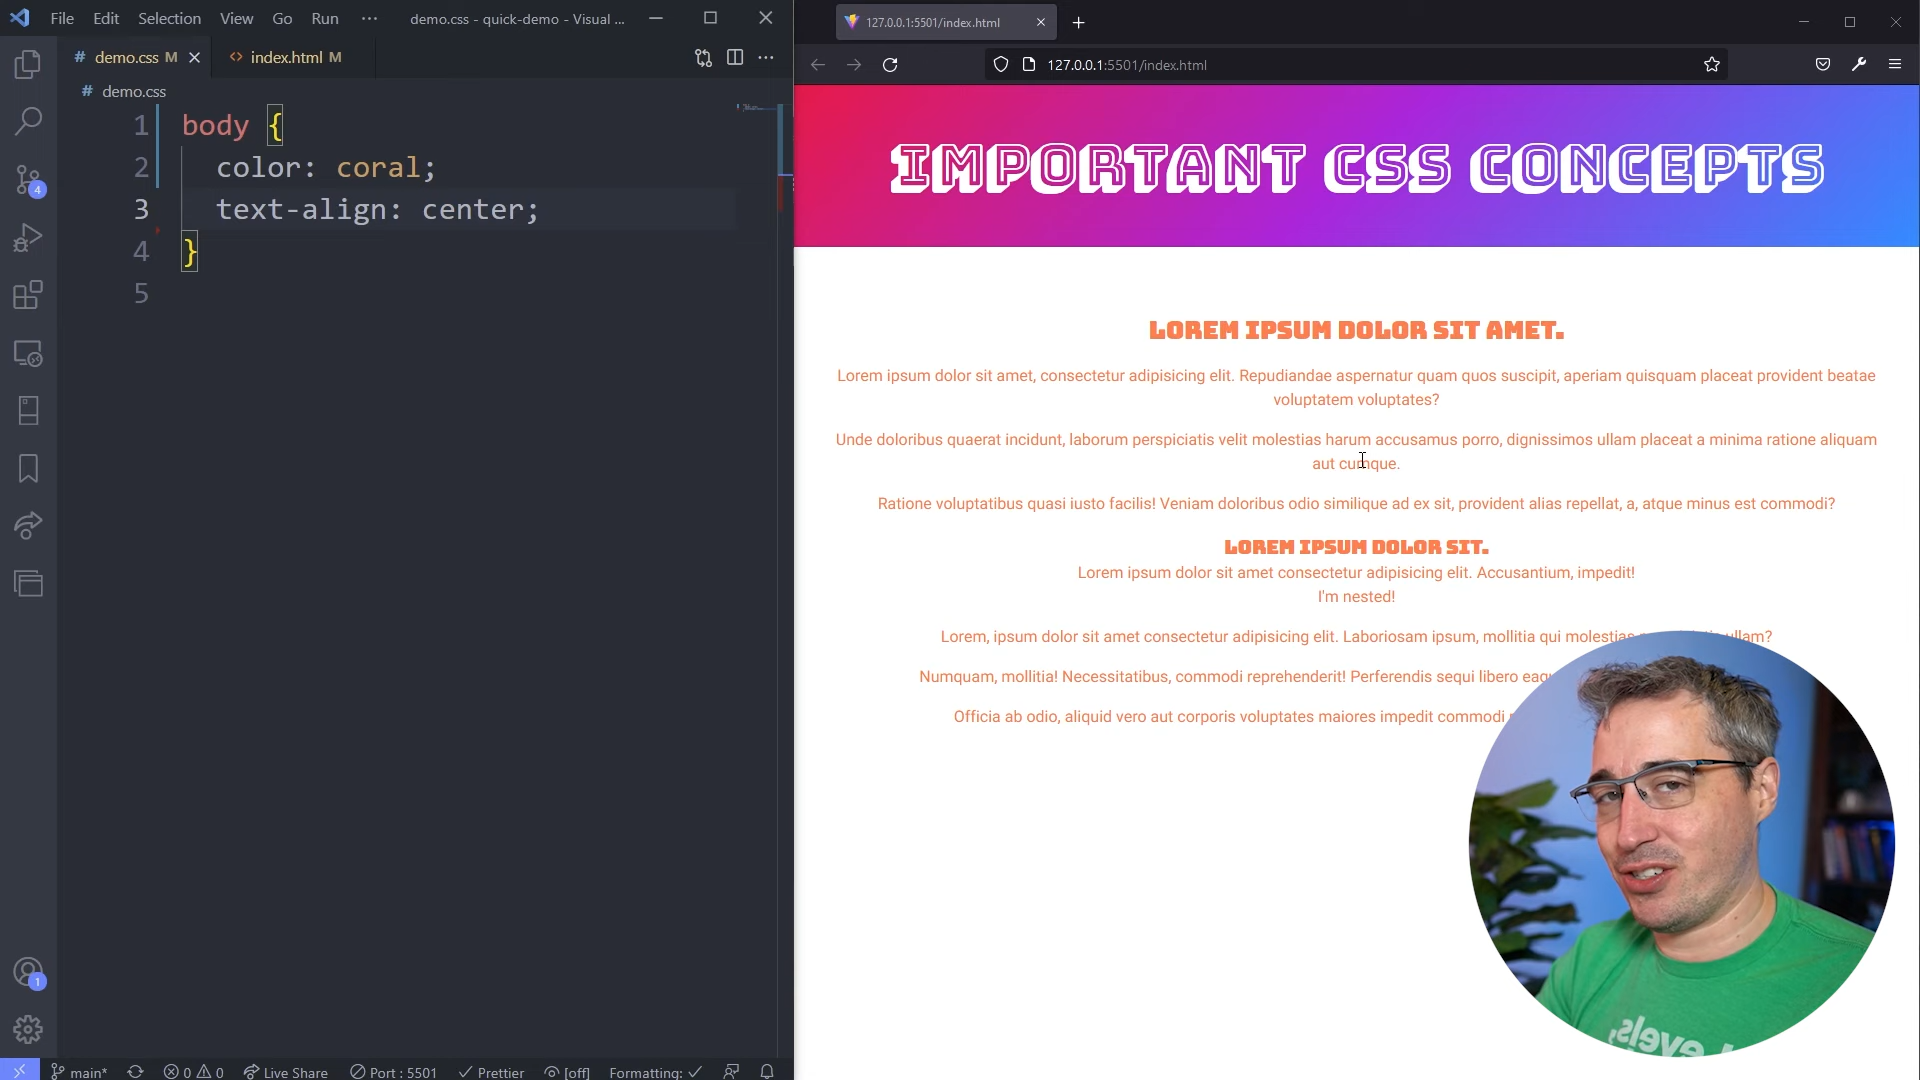 File Edit Selection View Go Run ··· demo.css - quick-demo - Visual ...
# demo.css M
<> index.html M
# demo.css
1 body {
2 color: coral;
3 text-align: center;
4 }
5
4
1
main* 0 0 Live Share Port : 5501 Prettier [off] Formatting:
127.0.0.1:5501/index.html
127.0.0.1:5501/index.html
IMPORTANT CSS CONCEPTS
LOREM IPSUM DOLOR SIT AMET.
Lorem ipsum dolor sit amet, consectetur adipisicing elit. Repudiandae aspernatur quam quos suscipit, aperiam quisquam placeat provident beatae
voluptatem voluptates?
Unde doloribus quaerat incidunt, laborum perspiciatis velit molestias harum accusamus porro, dignissimos ullam placeat a minima ratione aliquam
aut cumque.
Ratione voluptatibus quasi iusto facilis! Veniam doloribus odio similique ad ex sit, provident alias repellat, a, atque minus est commodi?
LOREM IPSUM DOLOR SIT.
Lorem ipsum dolor sit amet consectetur adipisicing elit. Accusantium, impedit!
I'm nested!
Lorem, ipsum dolor sit amet consectetur adipisicing elit. Laboriosam ipsum, mollitia qui molestias ullam?
Numquam, mollitia! Necessitatibus, commodi reprehenderit! Perferendis sequi libero
Officia ab odio, aliquid vero aut corporis voluptates maiores impedit commodi